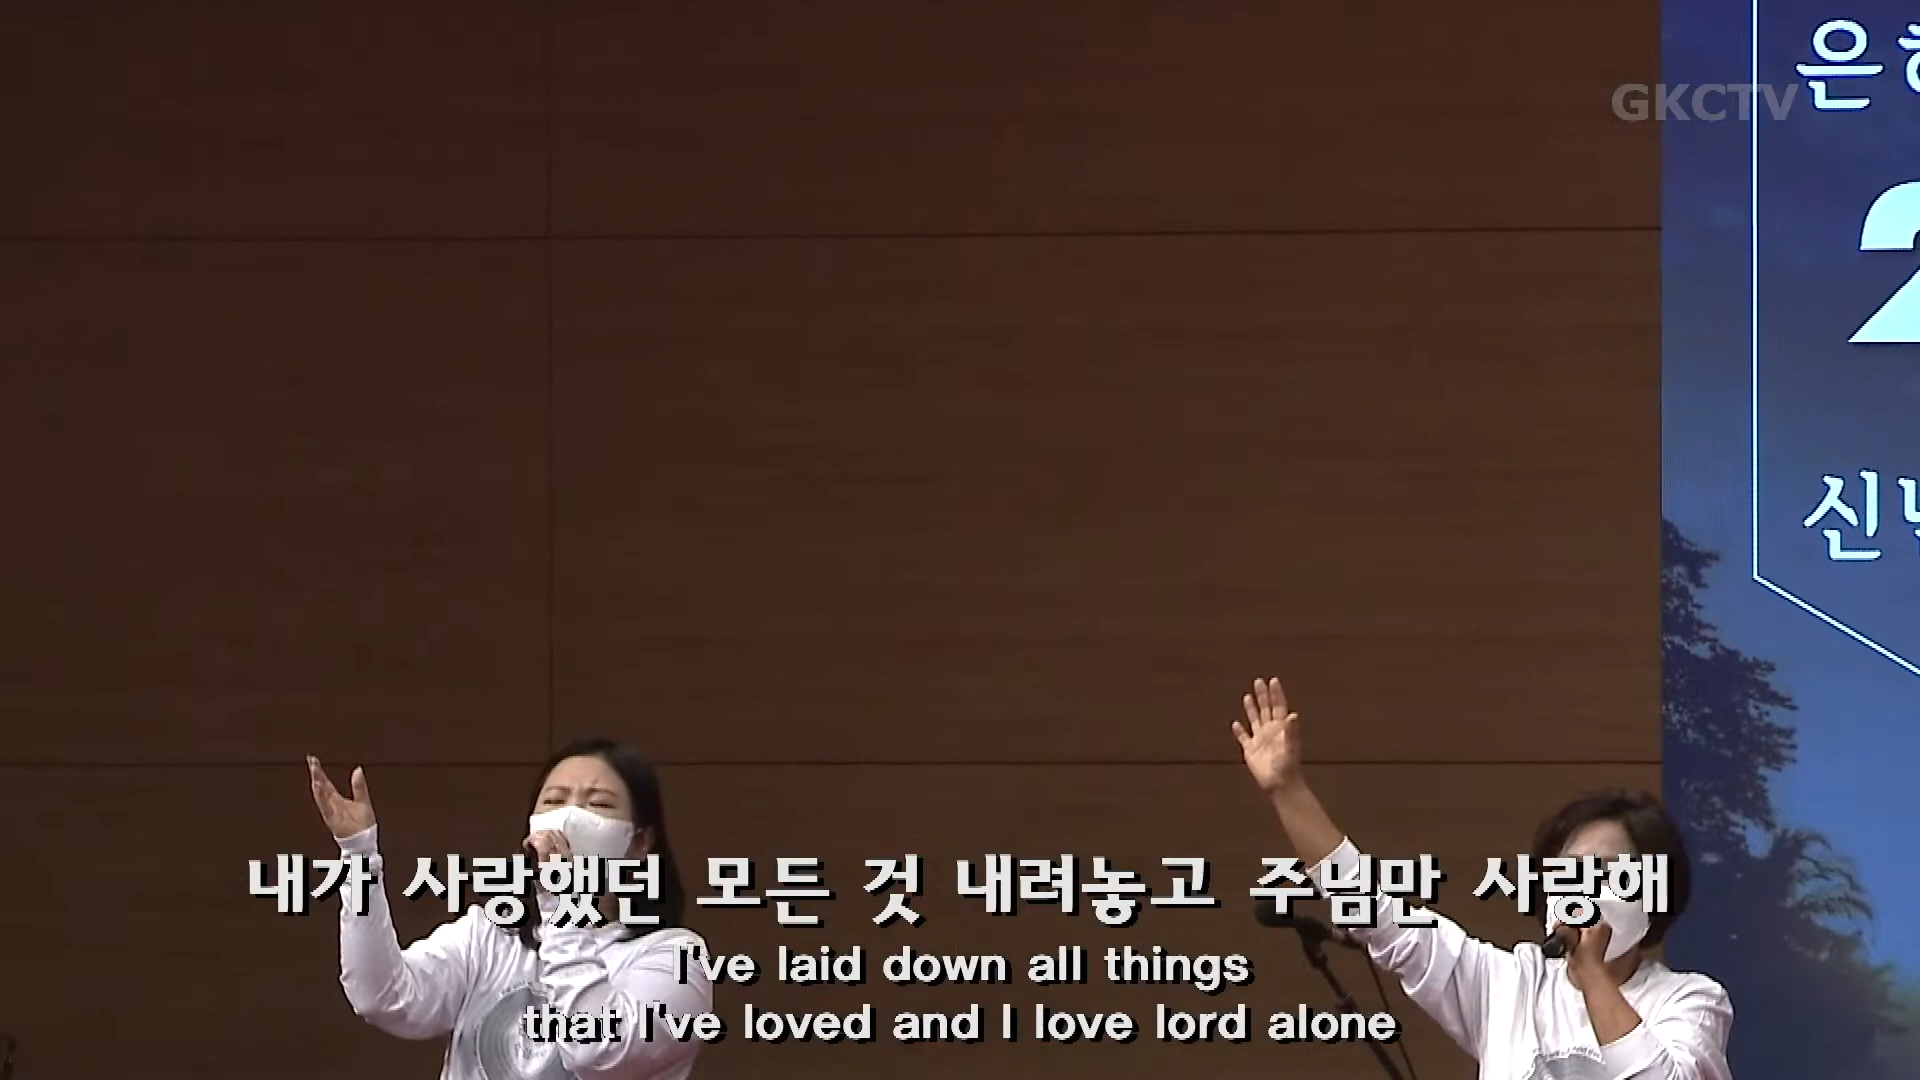 GKCTV
은
2
신
내가 사랑했던 모든 것 내려놓고 주님만 사랑해
I've laid down all things
that I've loved and I love lord alone